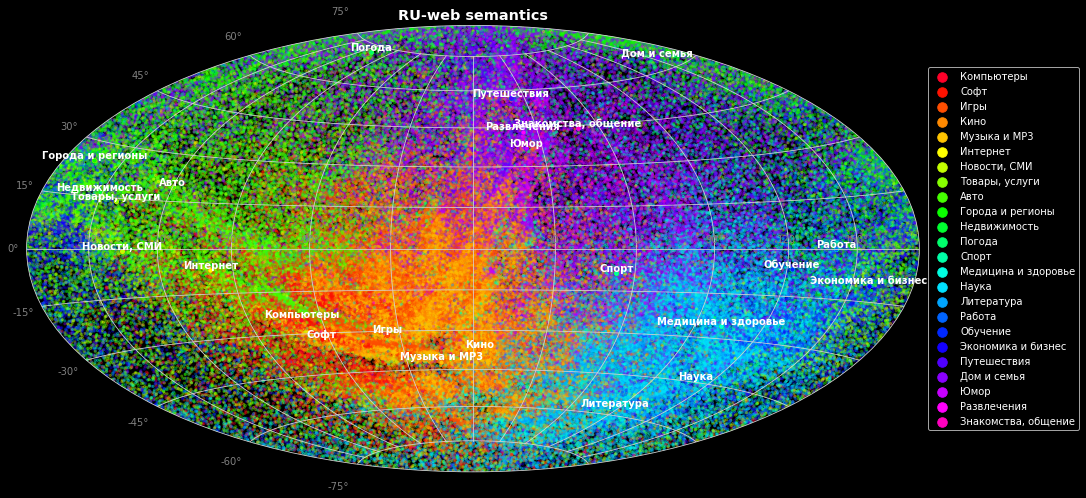 RU-web semantics
75°
60°
45°
30°
15°
0°
-15°
-30°
-45°
-60°
-75°
Погода
Дом и семья
Путешествия
Знакомства, общение
Развлечения
Юмор
Города и регионы
Авто
Недвижимость
Товары, услуги
Новости, СМИ
Интернет
Работа
Обучение
Спорт
Экономика и бизнес
Компьютеры
Медицина и здоровье
Софт
Игры
Кино
Музыка и MP3
Наука
Литература
Компьютеры
Софт
Игры
Кино
Музыка и MP3
Интернет
Новости, СМИ
Товары, услуги
Авто
Города и регионы
Недвижимость
Погода
Спорт
Медицина и здоровье
Наука
Литература
Работа
Обучение
Экономика и бизнес
Путешествия
Дом и семья
Юмор
Развлечения
Знакомства, общение